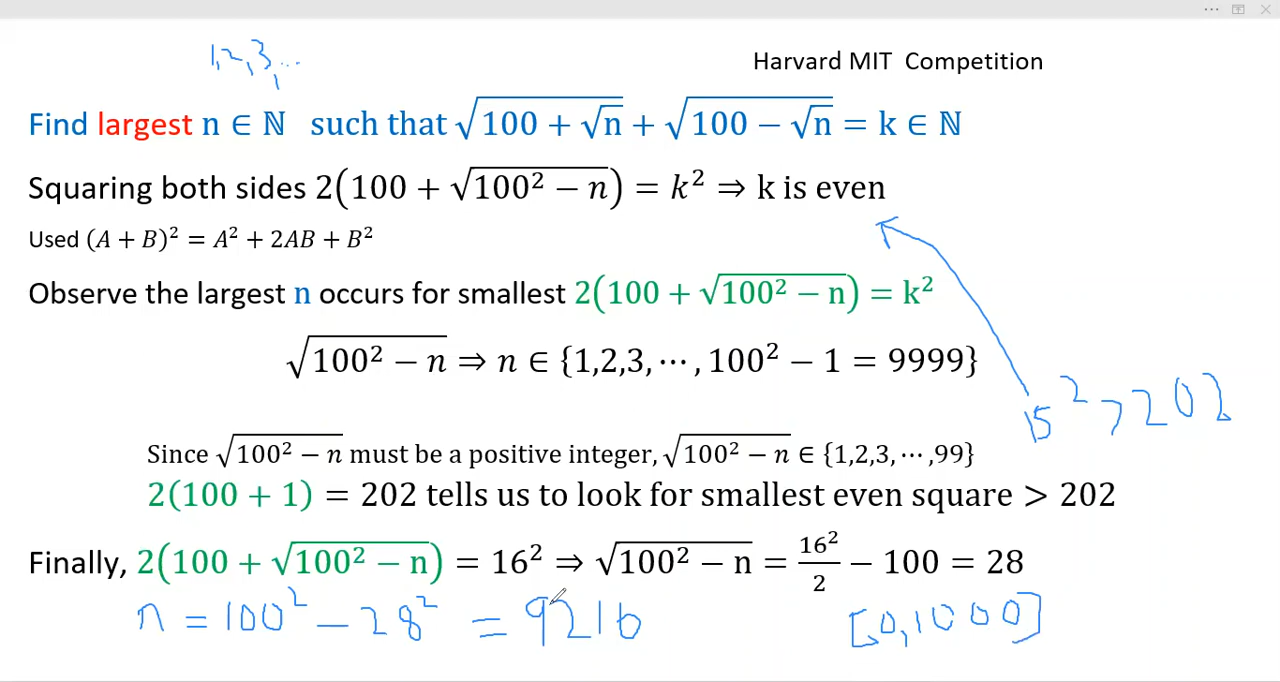 1,2,3,...
Harvard MIT Competition
Find largest n ∈ ℕ such that √(100 + √n) + √(100 − √n) = k ∈ ℕ
Squaring both sides 2(100 + √(100² − n)) = k² ⇒ k is even
Used (A + B)² = A² + 2AB + B²
Observe the largest n occurs for smallest 2(100 + √(100² − n)) = k²
√(100² − n) ⇒ n ∈ {1,2,3, ⋯, 100² − 1 = 9999}
15² > 202
Since √(100² − n) must be a positive integer, √(100² − n) ∈ {1,2,3, ⋯,99}
2(100 + 1) = 202 tells us to look for smallest even square > 202
Finally, 2(100 + √(100² − n)) = 16² ⇒ √(100² − n) = 16²/2 − 100 = 28
n = 100² − 28² = 9216
[0,1000]